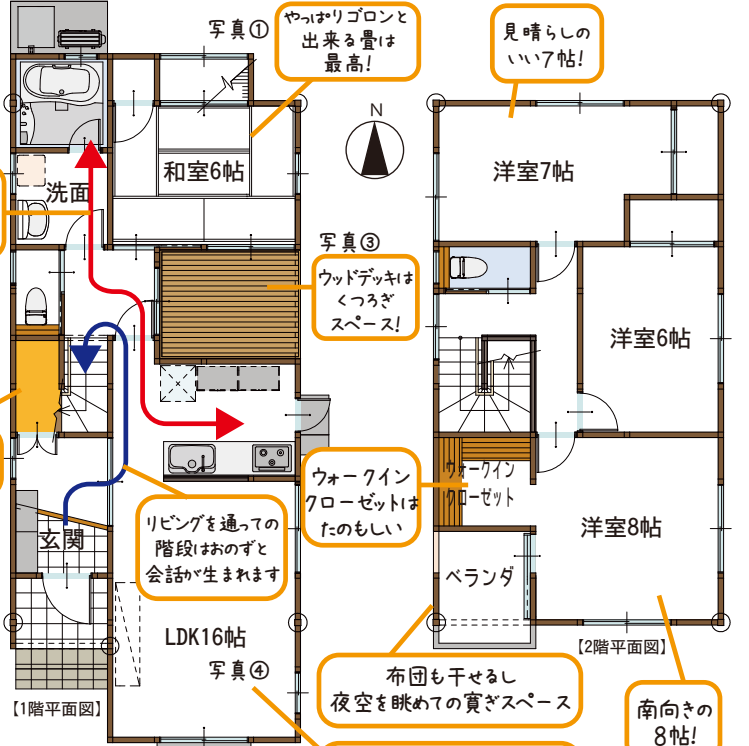 写真①
やっぱりゴロンと
出来る畳は
最高!
見晴らしの
いい7帖!
N
和室6帖
洋室7帖
洗面
写真③
ウッドデッキは
くつろぎ
スペース!
洋室6帖
ウォークイン
クローゼットは
たのもしい
ウォークイン
クローゼット
リビングを通っての
階段はおのずと
会話が生まれます
玄関
洋室8帖
ベランダ
LDK16帖
写真④
【2階平面図】
布団も干せるし
夜空を眺めての寛ぎスペース
【1階平面図】
南向きの
8帖!